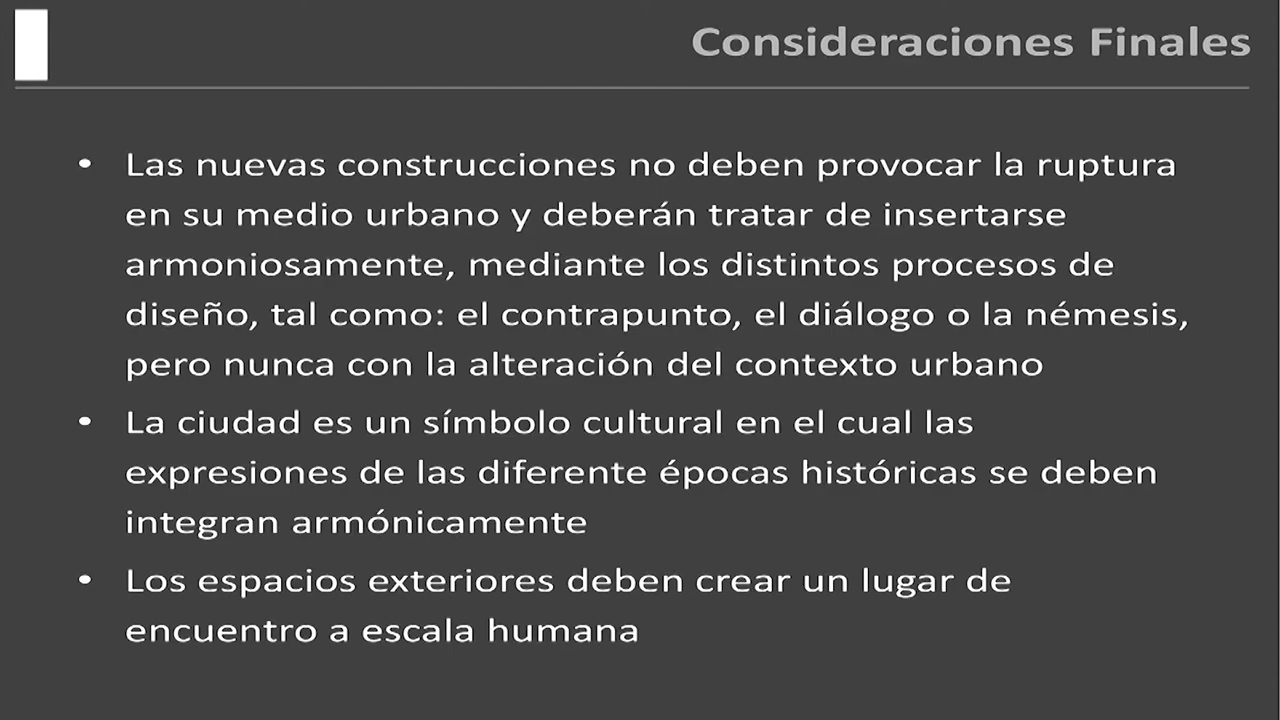 Consideraciones Finales
• Las nuevas construcciones no deben provocar la ruptura
en su medio urbano y deberán tratar de insertarse
armoniosamente, mediante los distintos procesos de
diseño, tal como: el contrapunto, el diálogo o la némesis,
pero nunca con la alteración del contexto urbano
• La ciudad es un símbolo cultural en el cual las
expresiones de las diferente épocas históricas se deben
integran armónicamente
• Los espacios exteriores deben crear un lugar de
encuentro a escala humana